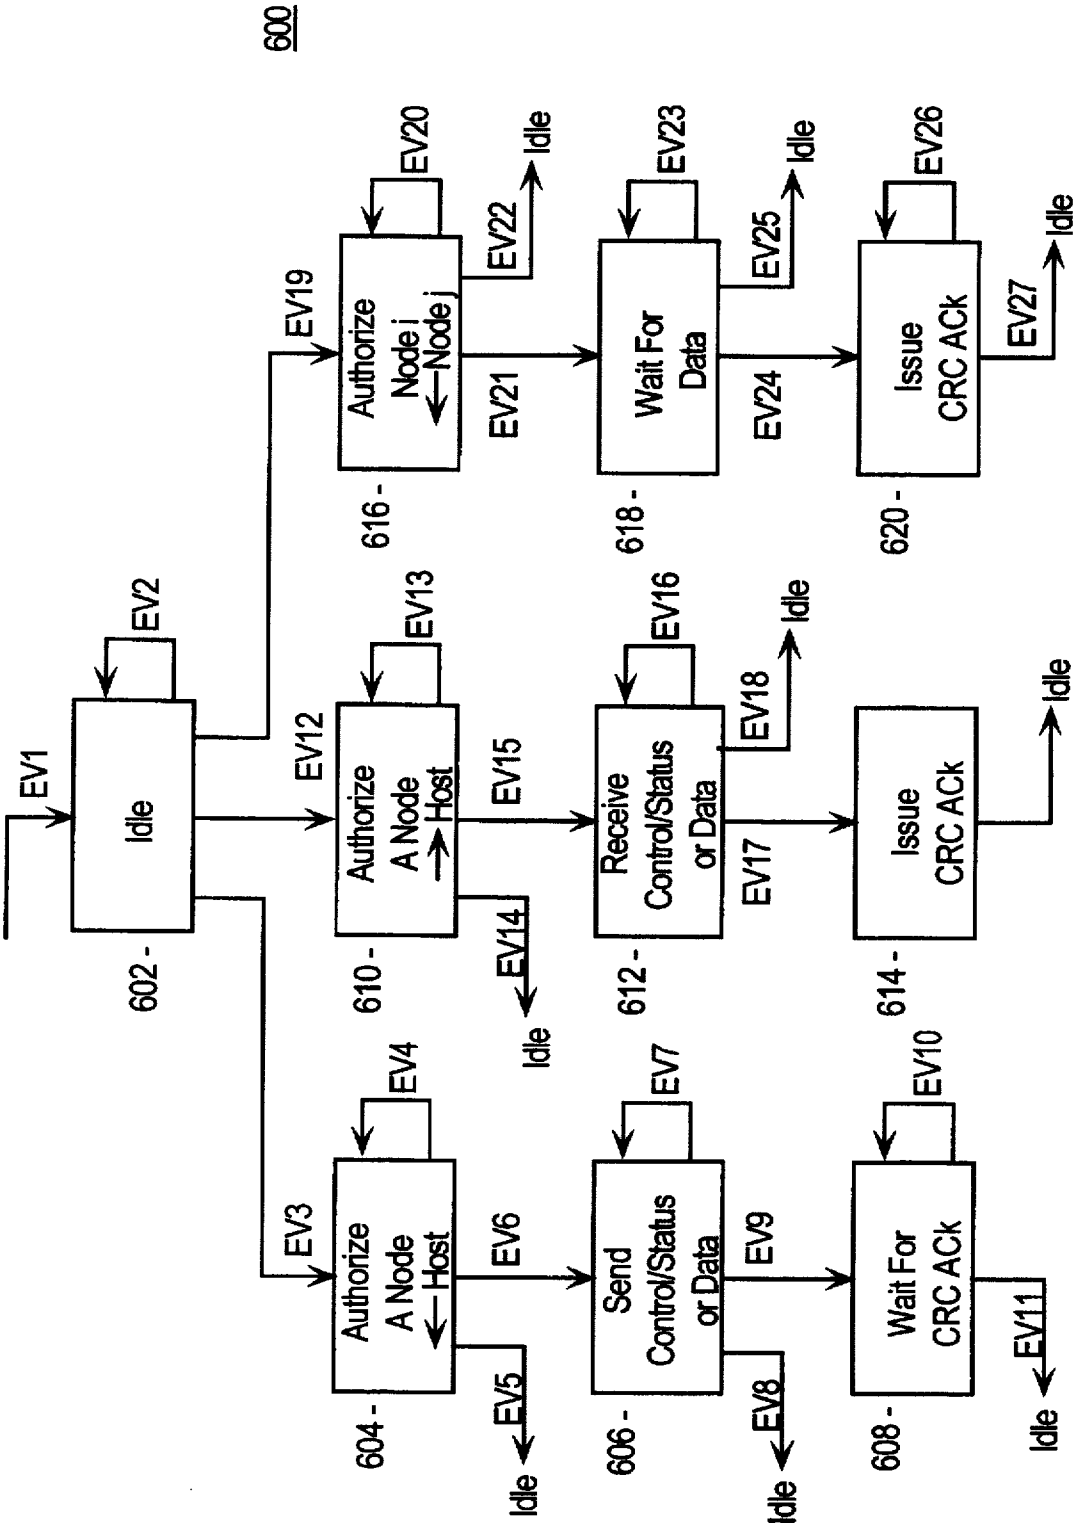 600
EV1
Idle
EV2
602 -
EV3
EV12
EV19
Authorize
A Node
Host
EV4
604 -
EV5
Idle
EV6
Authorize
A Node
Host
EV13
610 -
EV14
Idle
EV15
Authorize
Node i
Node j
EV20
616 -
EV21
EV22
Idle
Send
Control/Status
or Data
EV7
606 -
EV8
Idle
EV9
Receive
Control/Status
or Data
EV16
612 -
EV17
EV18
Idle
Wait For
Data
EV23
618 -
EV24
EV25
Idle
Wait For
CRC ACk
EV10
608 -
EV11
Idle
Issue
CRC ACk
614 -
Idle
Issue
CRC ACk
EV26
620 -
EV27
Idle